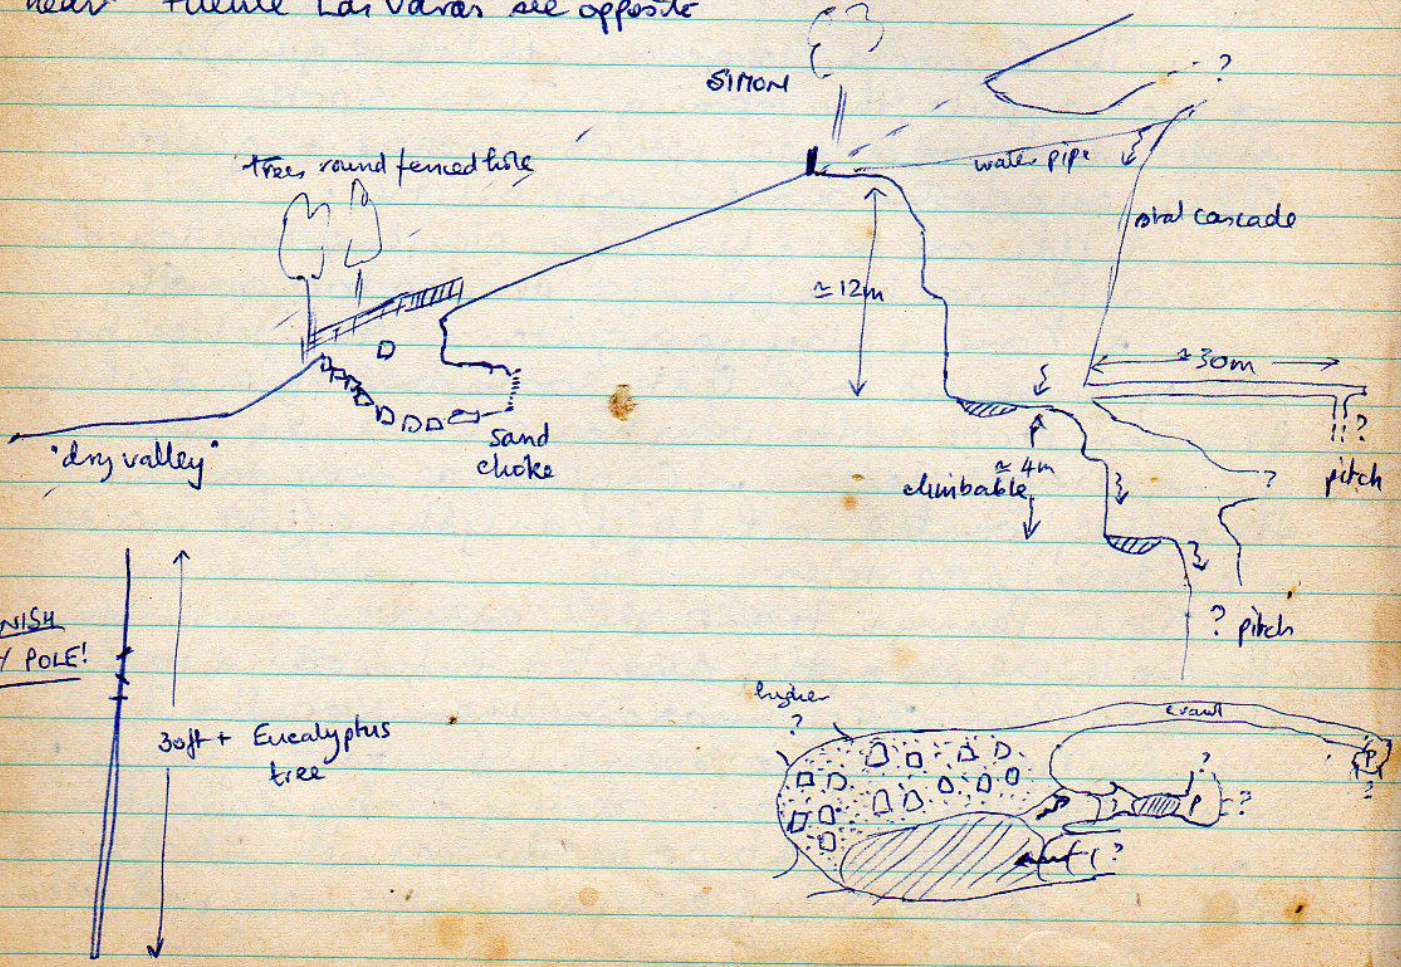 near Fuente Las Varas see opposite
SIMON
?
trees round fenced hole
water pipe
cascade
≃12m
≃30m
"dry valley"
sand
choke
≃ 4m
climbable
?
? 
pitch
? pitch
NISH
Y POLE!
30ft + Eucalyptus
tree
higher
?
crawl
P
?
?
P
?
?